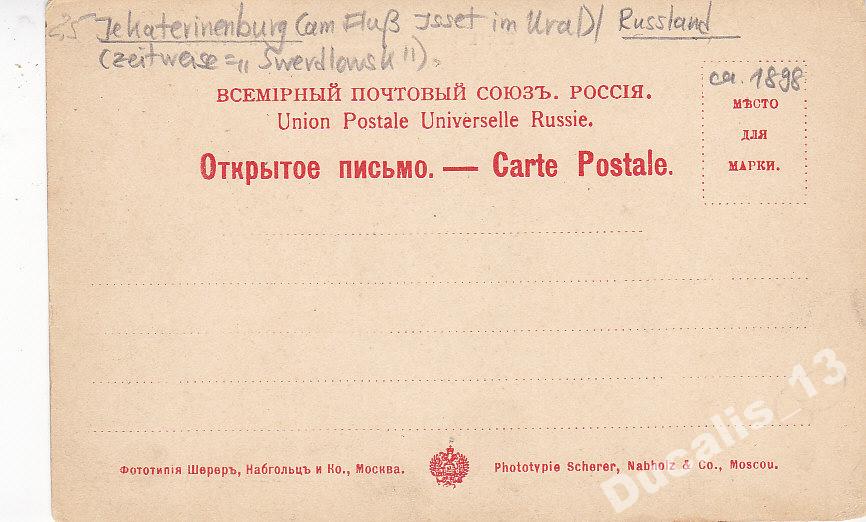 35 Jekaterinenburg (am Fluß Isset im Ural)/ Russland
(zeitweise = „Swerdlowsk").
ca. 1898
ВСЕМІРНЫЙ ПОЧТОВЫЙ СОЮЗЪ. РОССІЯ.
Union Postale Universelle Russie.
Открытое письмо. — Carte Postale.
МѢСТО
ДЛЯ
МАРКИ.
Фототипія Шереръ, Набгольцъ и Ко., Москва.
Phototypie Scherer, Nabholz & Co., Moscou.
Ducalis_13